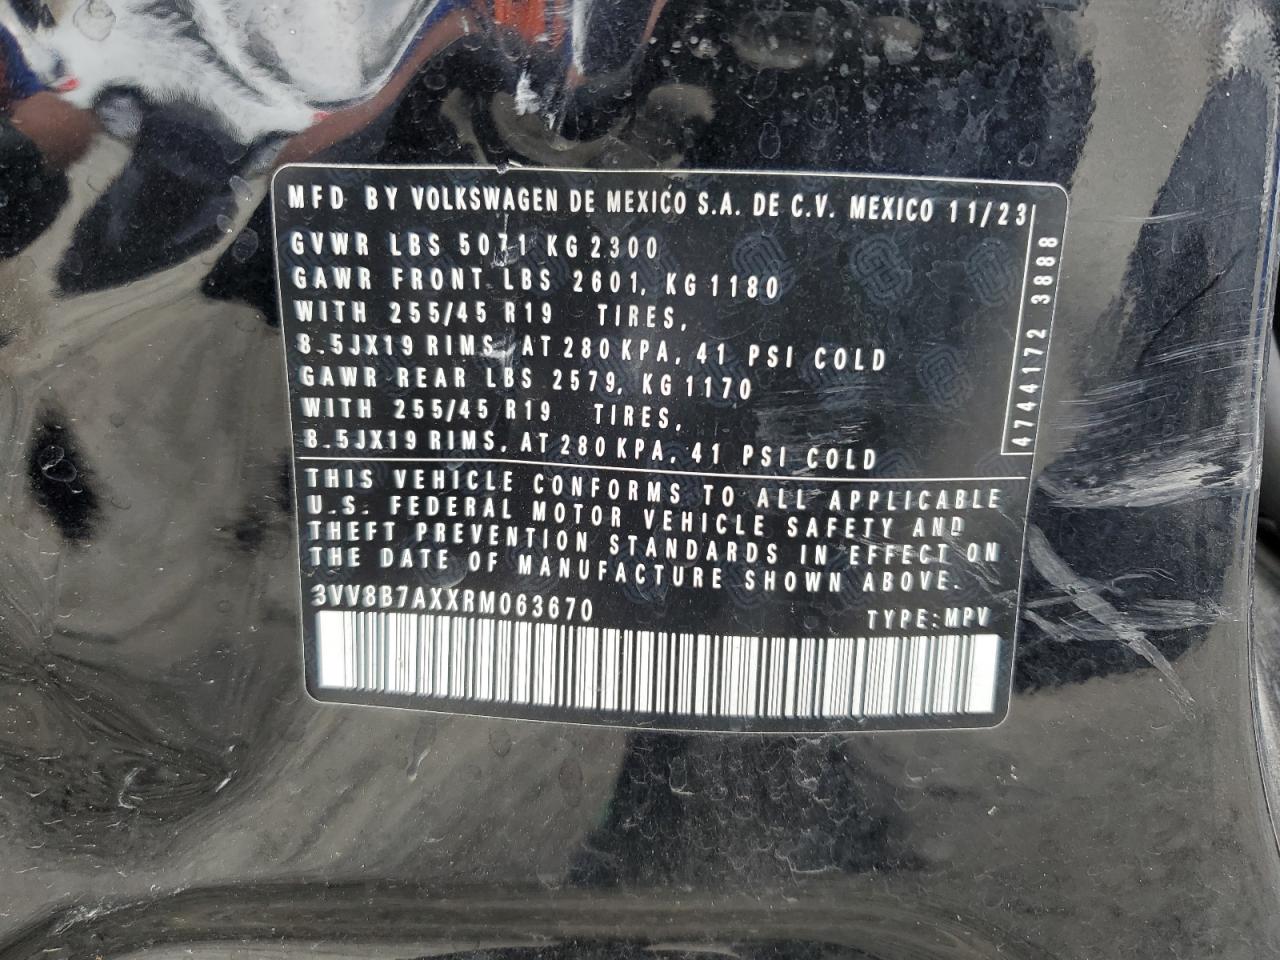 MFD BY VOLKSWAGEN DE MEXICO S.A. DE C.V. MEXICO 11/23
GVWR LBS 5071 KG 2300
GAWR FRONT LBS 2601, KG 1180
WITH 255/45 R19 TIRES,
8.5JX19 RIMS, AT 280 KPA, 41 PSI COLD
GAWR REAR LBS 2579, KG 1170
WITH 255/45 R19 TIRES,
8.5JX19 RIMS, AT 280 KPA, 41 PSI COLD
4744172 3888
THIS VEHICLE CONFORMS TO ALL APPLICABLE
U.S. FEDERAL MOTOR VEHICLE SAFETY AND
THEFT PREVENTION STANDARDS IN EFFECT ON
THE DATE OF MANUFACTURE SHOWN ABOVE.
3VV8B7AXXRM063670 TYPE: MPV